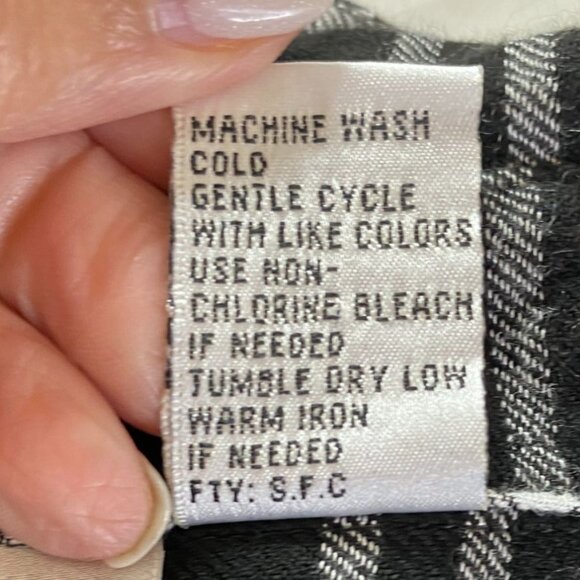 MACHINE WASH
COLD
GENTLE CYCLE
WITH LIKE COLORS
USE NON-
CHLORINE BLEACH
IF NEEDED
TUMBLE DRY LOW
WARM IRON
IF NEEDED
FTY: S.F.C